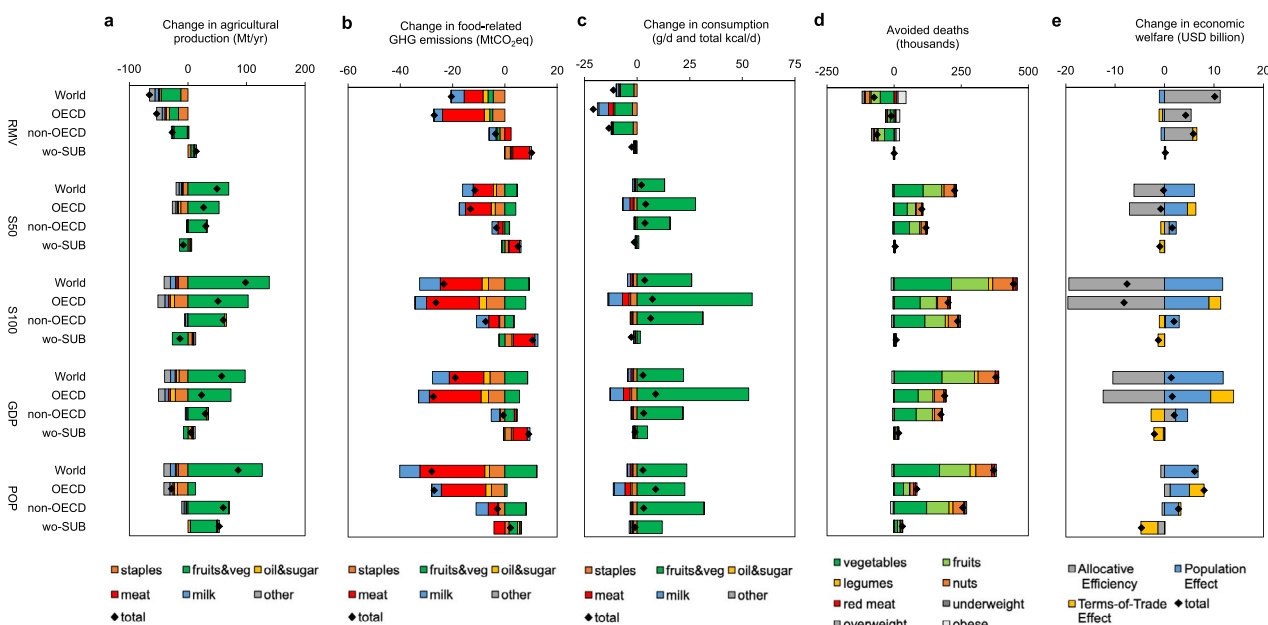 a
Change in agricultural
production (Mt/yr)
-100 0 100 200
b
Change in food-related
GHG emissions (MtCO2eq)
-60 -40 -20 0 20
c
Change in consumption
(g/d and total kcal/d)
-25 0 25 50 75
d
Avoided deaths
(thousands)
-250 0 250 500
e
Change in economic
welfare (USD billion)
-20 -10 0 10 20
RMV
World
OECD
non-OECD
wo-SUB
S50
World
OECD
non-OECD
wo-SUB
S100
World
OECD
non-OECD
wo-SUB
GDP
World
OECD
non-OECD
wo-SUB
POP
World
OECD
non-OECD
wo-SUB
staples fruits&veg oil&sugar
meat milk other
total
staples fruits&veg oil&sugar
meat milk other
total
staples fruits&veg oil&sugar
meat milk other
total
vegetables fruits
legumes nuts
red meat underweight
overweight obese
Allocative Efficiency Population Effect
Terms-of-Trade Effect total